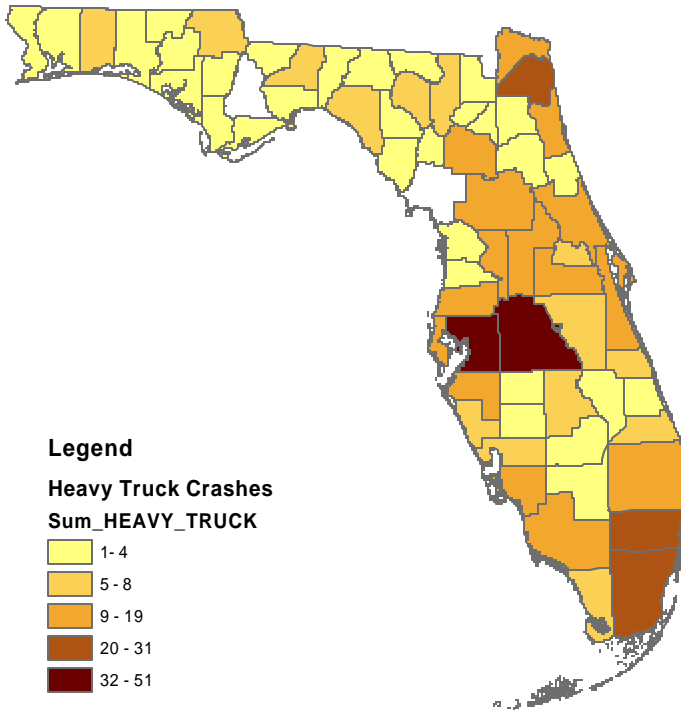 Legend
Heavy Truck Crashes
Sum_HEAVY_TRUCK
1- 4
5 - 8
9 - 19
20 - 31
32 - 51